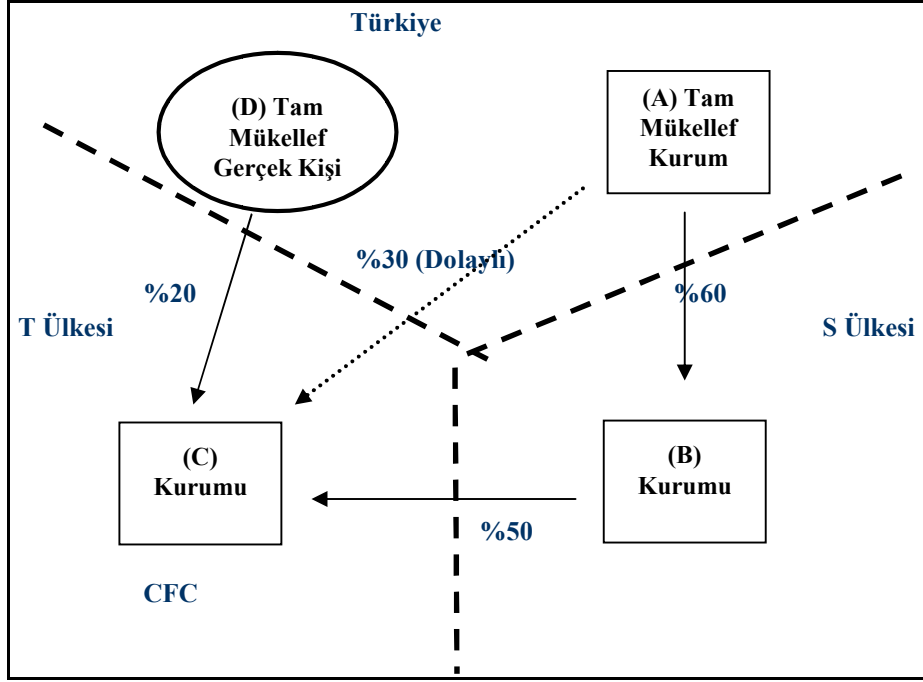 Türkiye
(D) Tam
Mükellef
Gerçek Kişi
(A) Tam
Mükellef
Kurum
%30 (Dolaylı)
%20
%60
T Ülkesi
S Ülkesi
(C)
Kurumu
(B)
Kurumu
%50
CFC